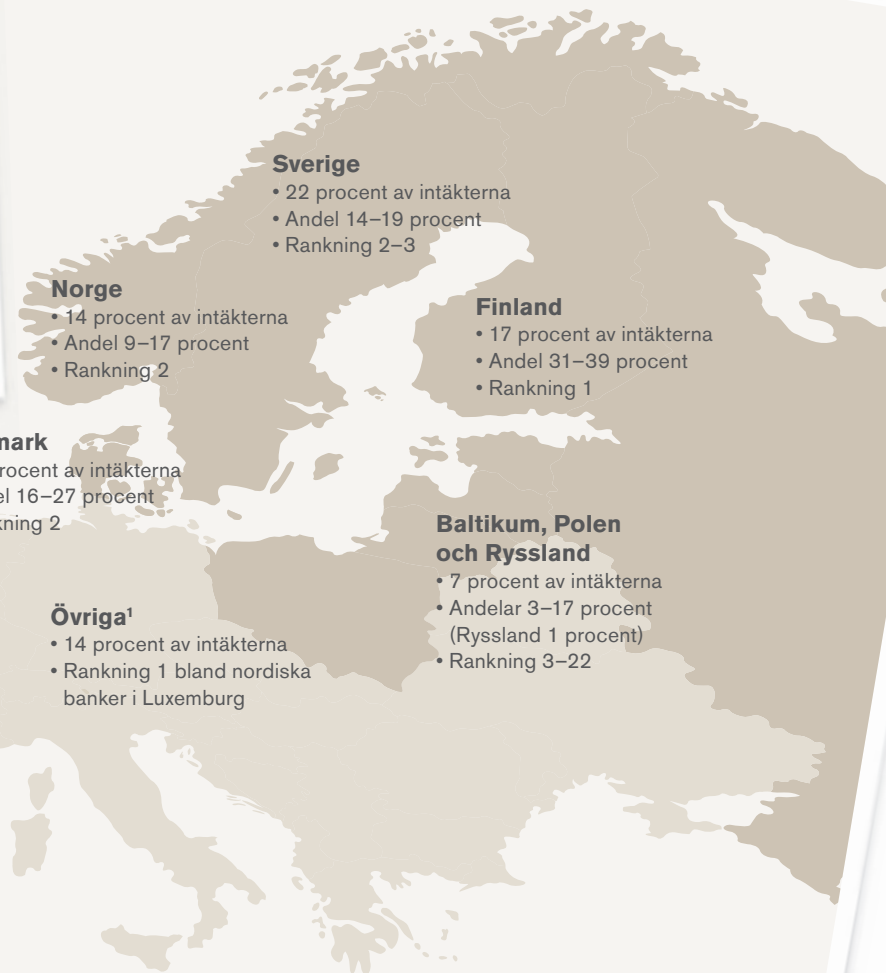 Sverige
• 22 procent av intäkterna
• Andel 14–19 procent
• Rankning 2–3
Norge
• 14 procent av intäkterna
• Andel 9–17 procent
• Rankning 2
Finland
• 17 procent av intäkterna
• Andel 31–39 procent
• Rankning 1
mark
rocent av intäkterna
el 16–27 procent
kning 2
Baltikum, Polen
och Ryssland
• 7 procent av intäkterna
• Andelar 3–17 procent
(Ryssland 1 procent)
• Rankning 3–22
Övriga¹
• 14 procent av intäkterna
• Rankning 1 bland nordiska
banker i Luxemburg